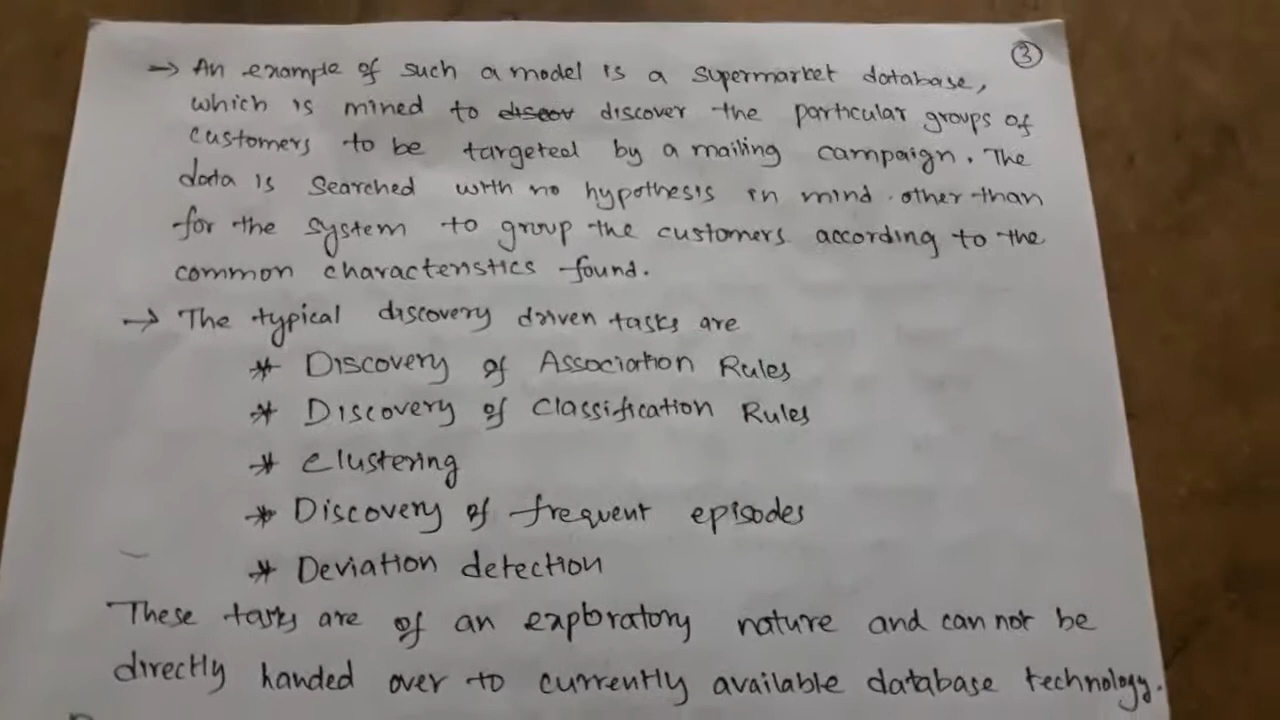 ③
→ An example of such a model is a supermarket database,
which is mined to discov discover the particular groups of
customers to be targeted by a mailing campaign. The
data is searched with no hypothesis in mind other than
for the system to group the customers according to the
common characteristics found.
→ The typical discovery driven tasks are
* Discovery of Association Rules
* Discovery of Classification Rules
* Clustering
* Discovery of frequent episodes
* Deviation detection
These tasks are of an exploratory nature and can not be
directly handed over to currently available database technology.